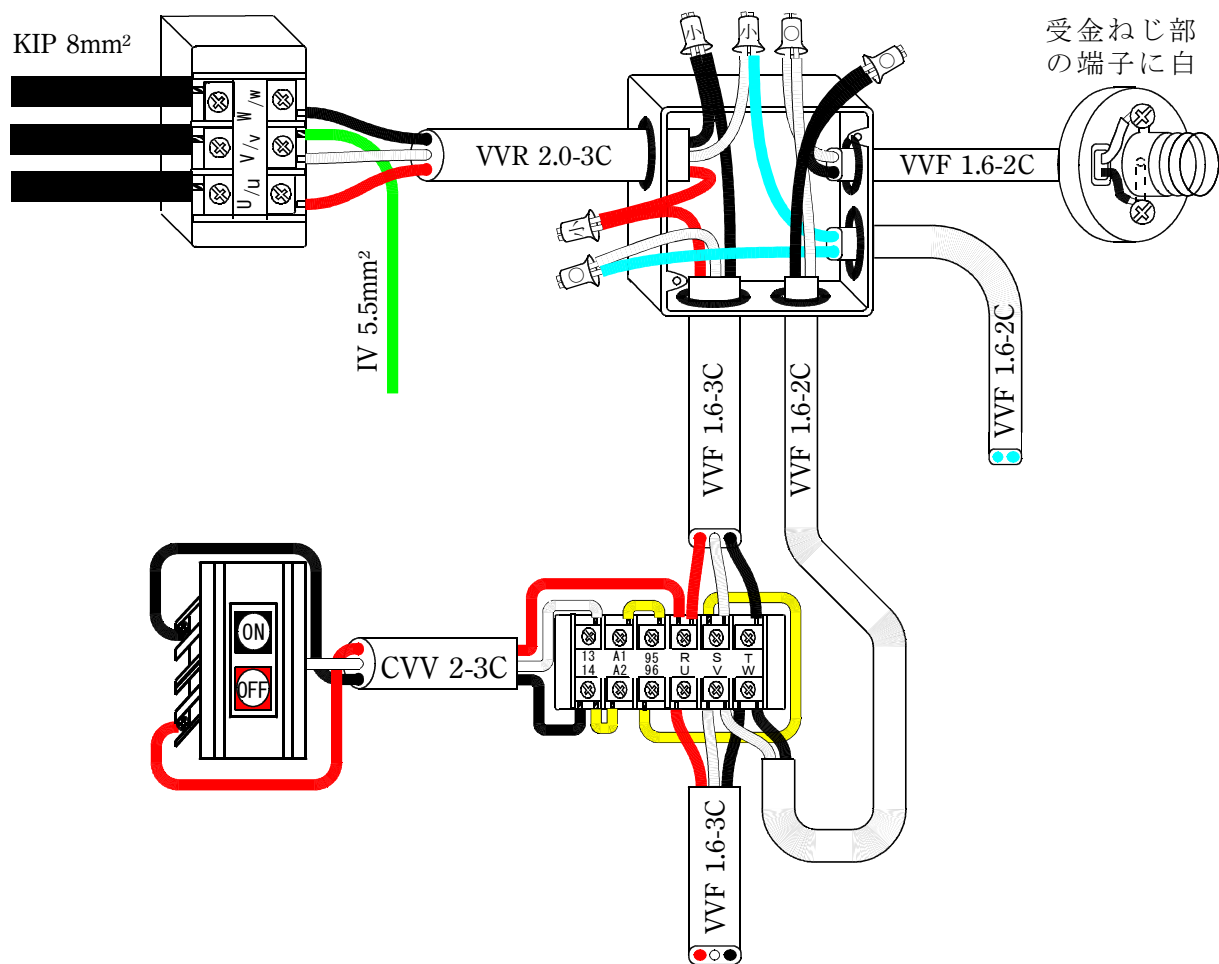 KIP 8mm²
W/w
V/v
U/u
IV 5.5mm²
VVR 2.0-3C
小
小
○
○
小
○
受金ねじ部
の端子に白
VVF 1.6-2C
VVF 1.6-2C
VVF 1.6-3C
VVF 1.6-2C
ON
OFF
CVV 2-3C
13 A1 95 R S T
14 A2 96 U V W
VVF 1.6-3C